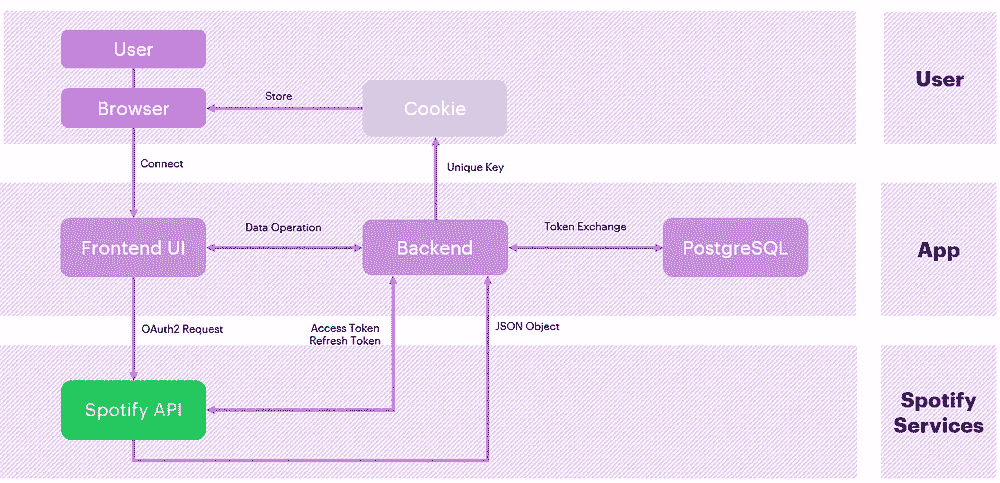 User
Browser
Store
Cookie
User
Connect
Unique Key
Frontend UI
Data Operation
Backend
Token Exchange
PostgreSQL
App
OAuth2 Request
Access Token
Refresh Token
JSON Object
Spotify API
Spotify
Services